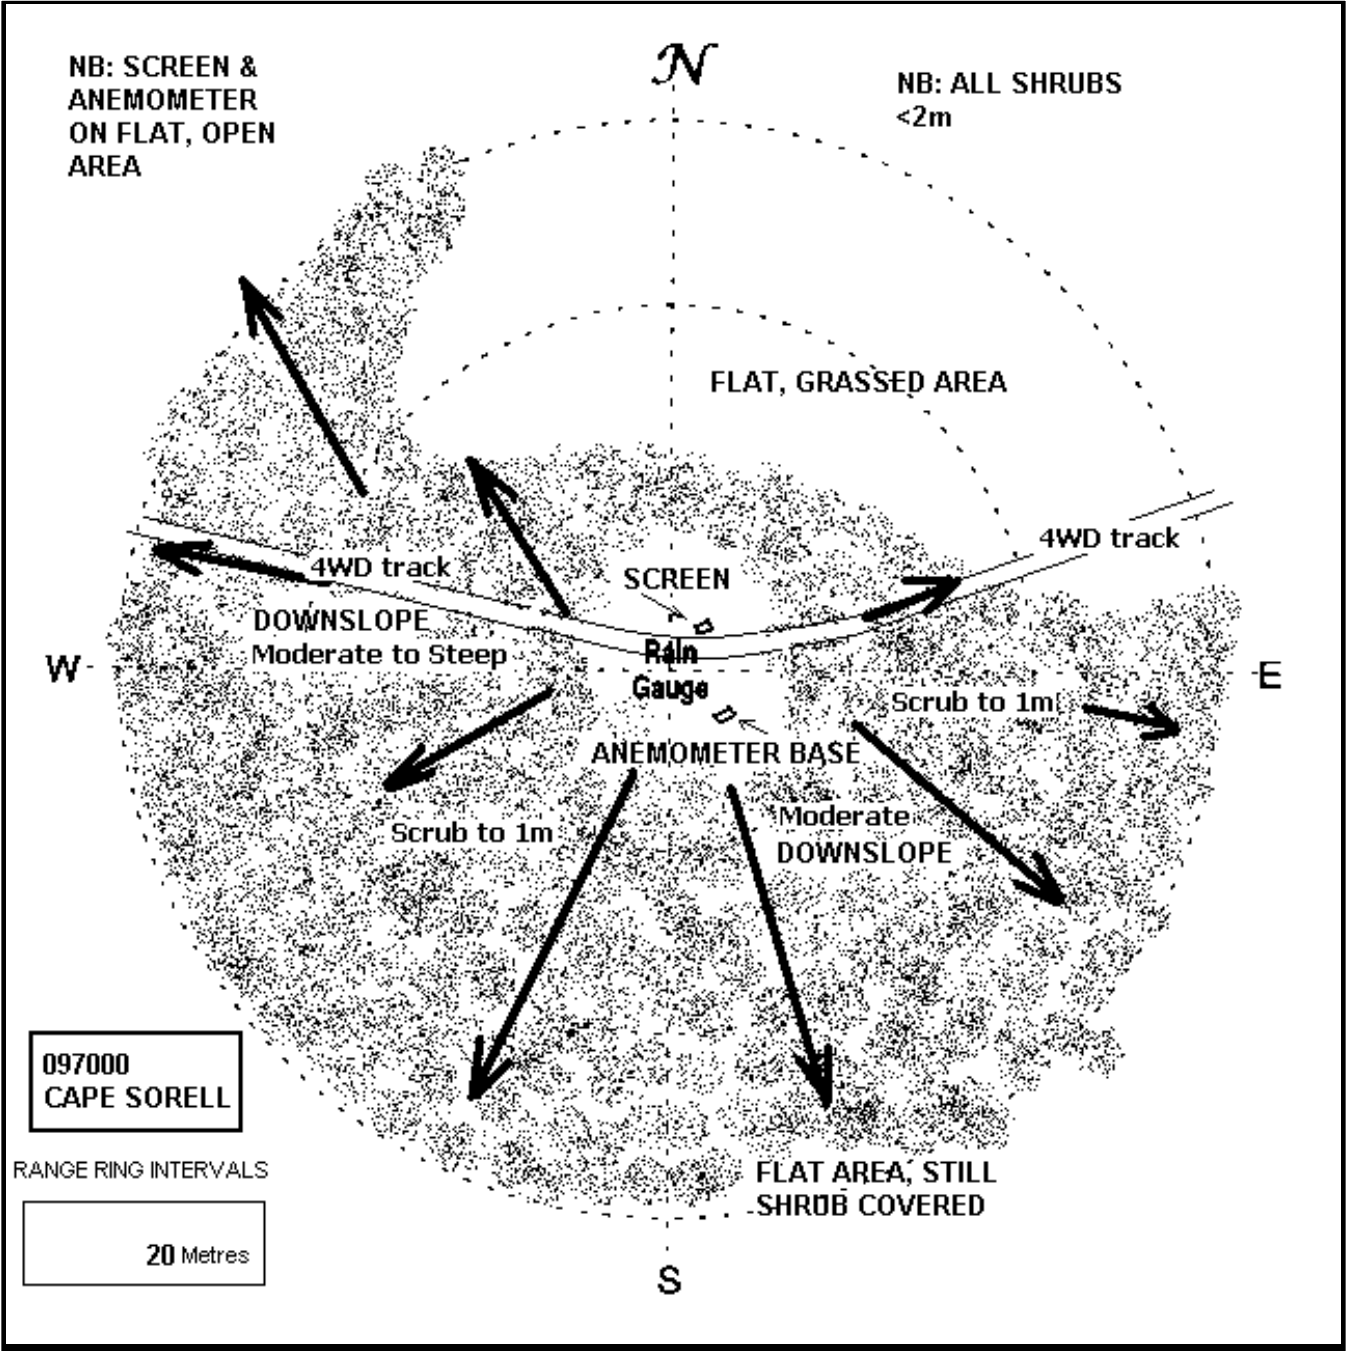 N
NB: SCREEN &
ANEMOMETER
ON FLAT, OPEN
AREA
NB: ALL SHRUBS
<2m
FLAT, GRASSED AREA
4WD track
4WD track
SCREEN
DOWNSLOPE
Moderate to Steep
Rain
Gauge
W
E
Scrub to 1m
ANEMOMETER BASE
Scrub to 1m
Moderate
DOWNSLOPE
097000
CAPE SORELL
RANGE RING INTERVALS
20 Metres
FLAT AREA, STILL
SHRUB COVERED
S